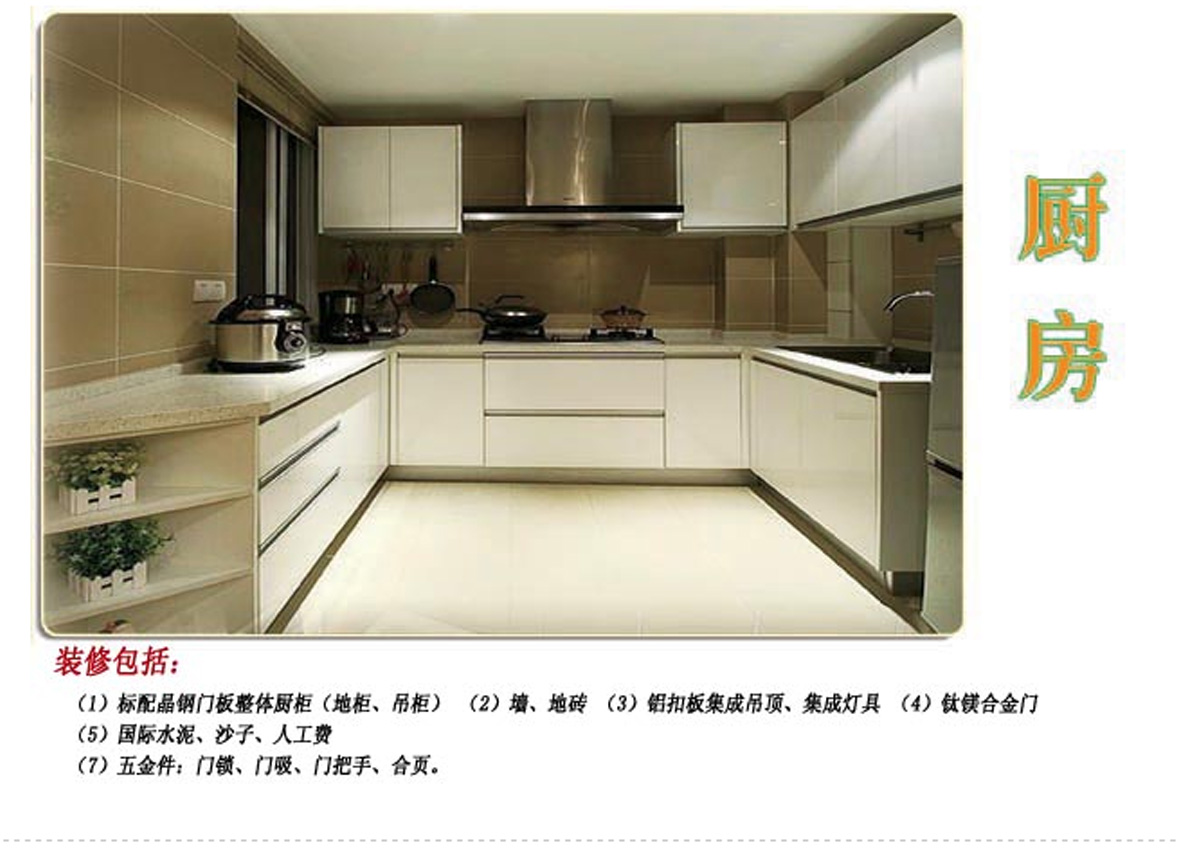 厨
房
装修包括：
（1）标配晶钢门板整体厨柜（地柜、吊柜） （2）墙、地砖 （3）铝扣板集成吊顶、集成灯具 （4）钛镁合金门
（5）国际水泥、沙子、人工费
（7）五金件：门锁、门吸、门把手、合页。